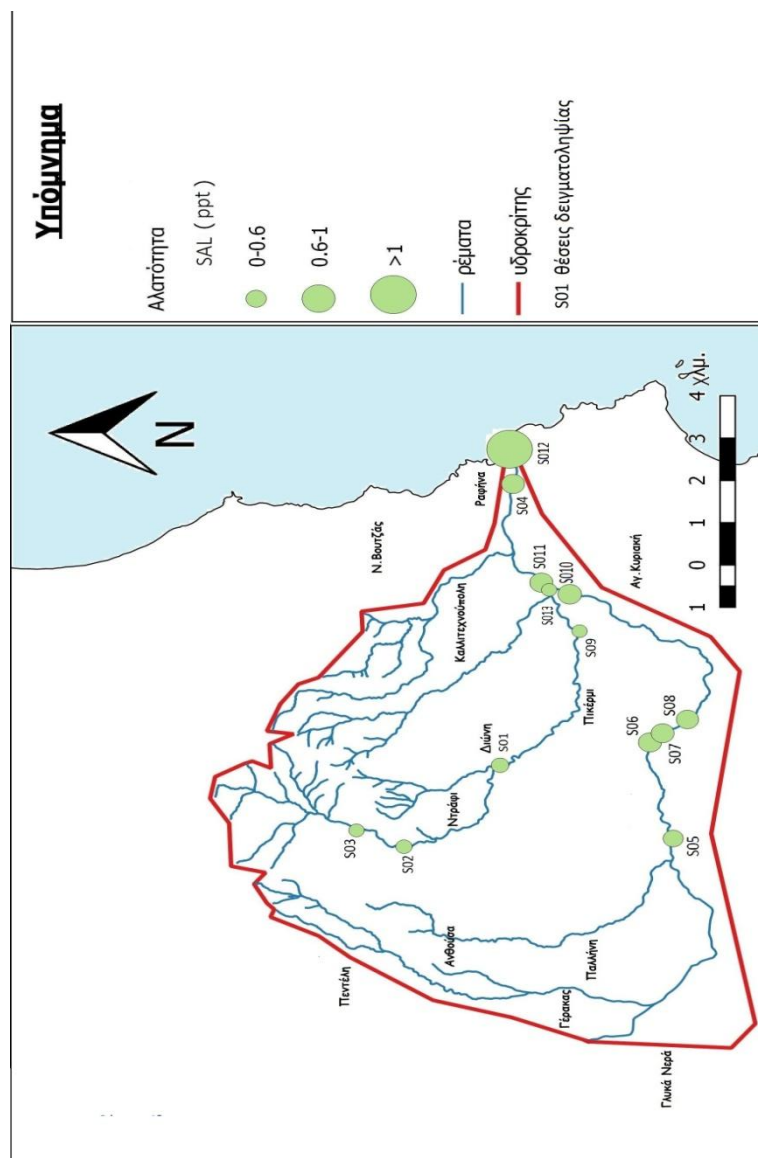 Υπόμνημα
Αλατότητα
SAL ( ppt )
0-0.6
0.6-1
>1
ρέματα
υδροκρίτης
S01 θέσεις δειγματοληψίας
N
Ν.Βουτζάς
Ραφήνα
S012
S04
Καλλιτεχνούπολη
S011
S013
S010
Αγ.Κυριακή
S09
Πικέρμι
Διώνη
S01
Ντράφι
S03
S02
S06
S07
S08
S05
Πεντέλη
Ανθούσα
Παλλήνη
Γέρακας
Γλυκά Νερά
1 0 1 2 3 4 χλμ.